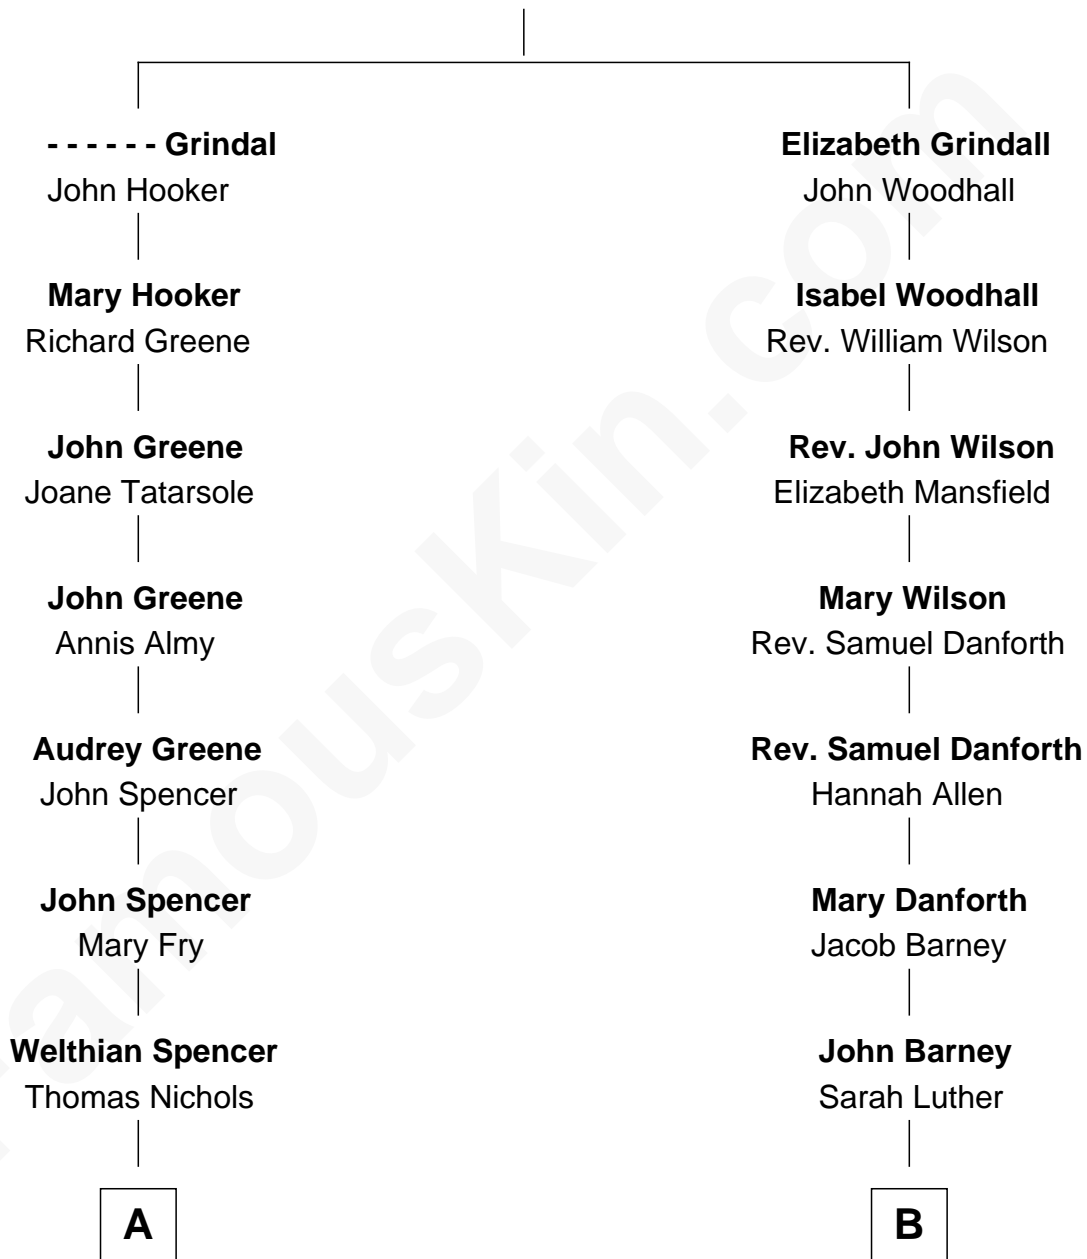 - - - - - - Grindal
John Hooker
Mary Hooker
Richard Greene
John Greene
Joane Tatarsole
John Greene
Annis Almy
Audrey Greene
John Spencer
John Spencer
Mary Fry
Welthian Spencer
Thomas Nichols
A
Elizabeth Grindall
John Woodhall
Isabel Woodhall
Rev. William Wilson
Rev. John Wilson
Elizabeth Mansfield
Mary Wilson
Rev. Samuel Danforth
Rev. Samuel Danforth
Hannah Allen
Mary Danforth
Jacob Barney
John Barney
Sarah Luther
B
FamousKin.com